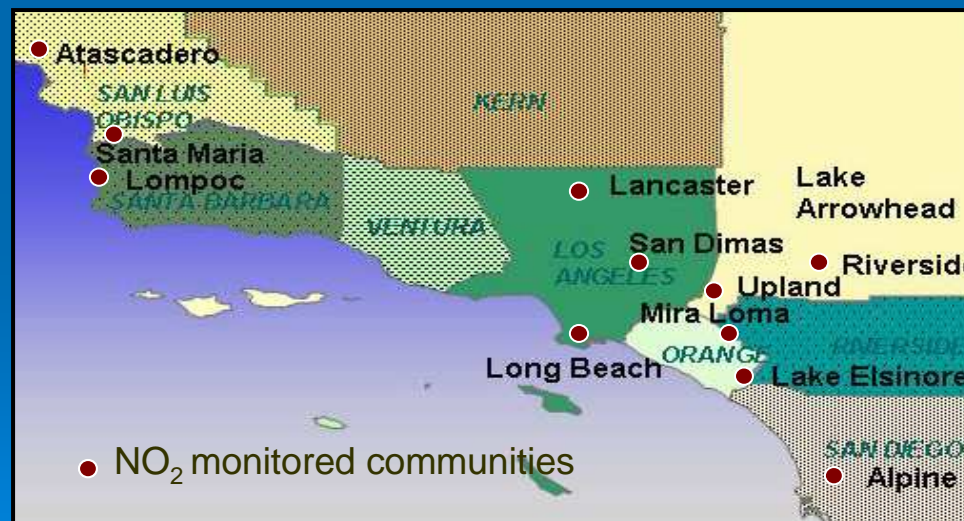 Atascadero
SAN LUIS
OBISPO
KERN
Santa Maria
Lompoc
SANTA BARBARA
VENTURA
Lancaster
Lake
Arrowhead
LOS
ANGELES
San Dimas
Riverside
Upland
Mira Loma
ORANGE
RIVERSIDE
Long Beach
Lake Elsinore
SAN DIEGO
Alpine
NO₂ monitored communities